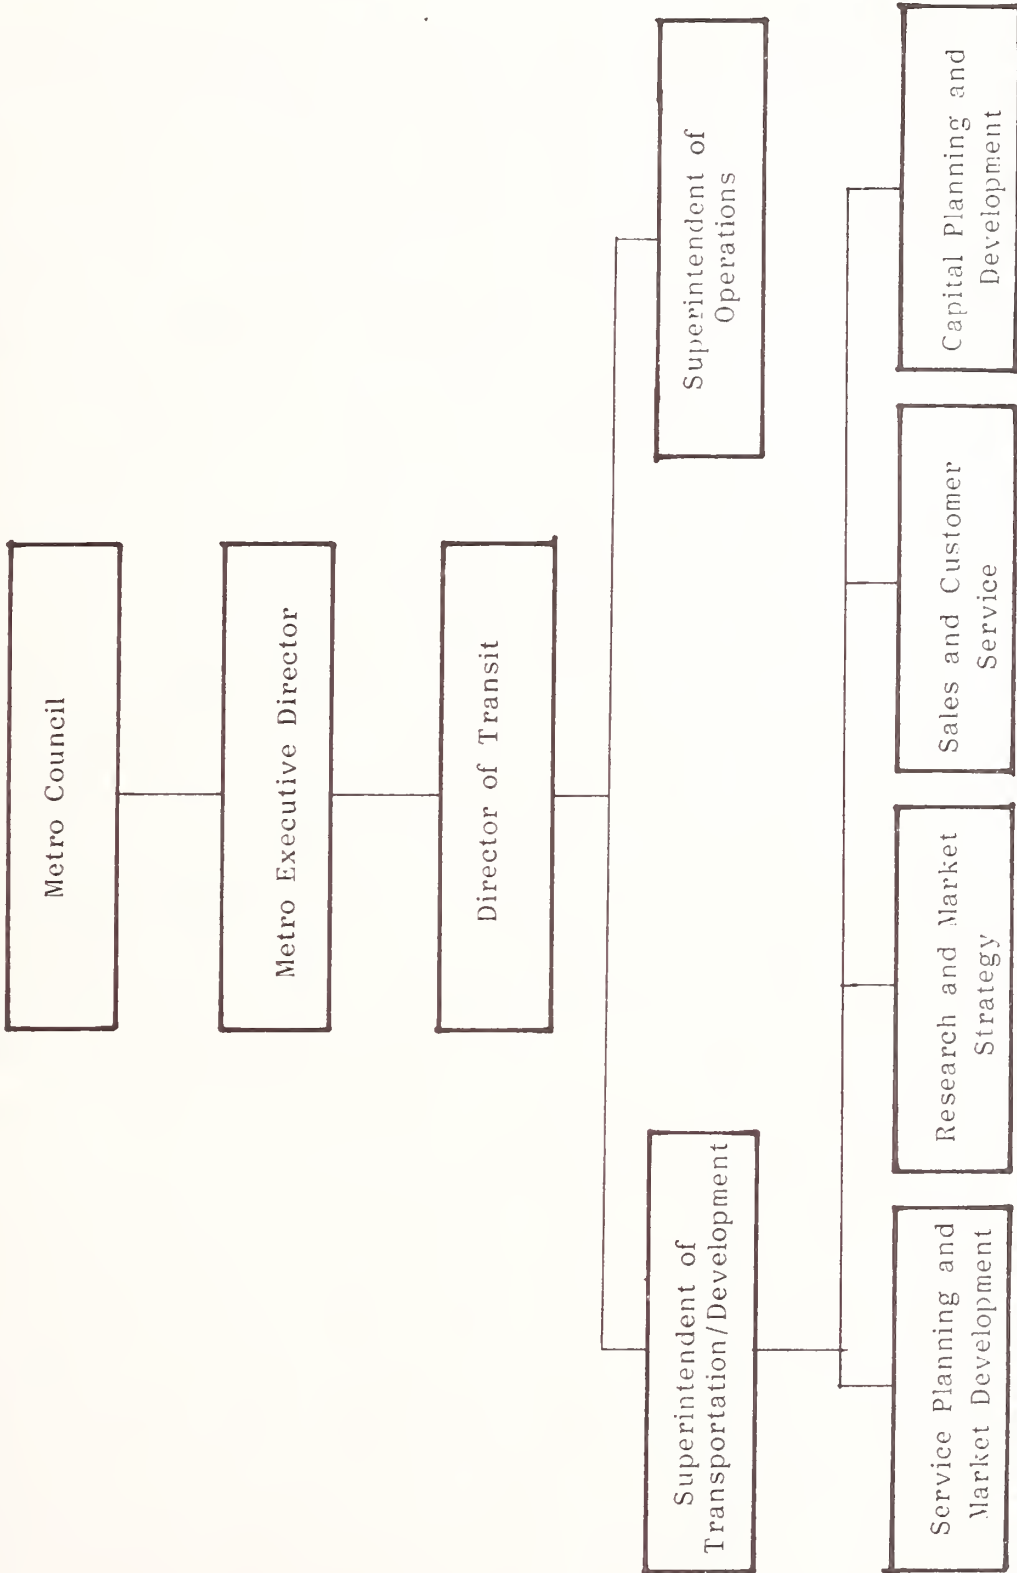 Metro Council
Metro Executive Director
Director of Transit
Superintendent of
Transportation/Development
Superintendent of
Operations
Service Planning and
Market Development
Research and Market
Strategy
Sales and Customer
Service
Capital Planning and
Development